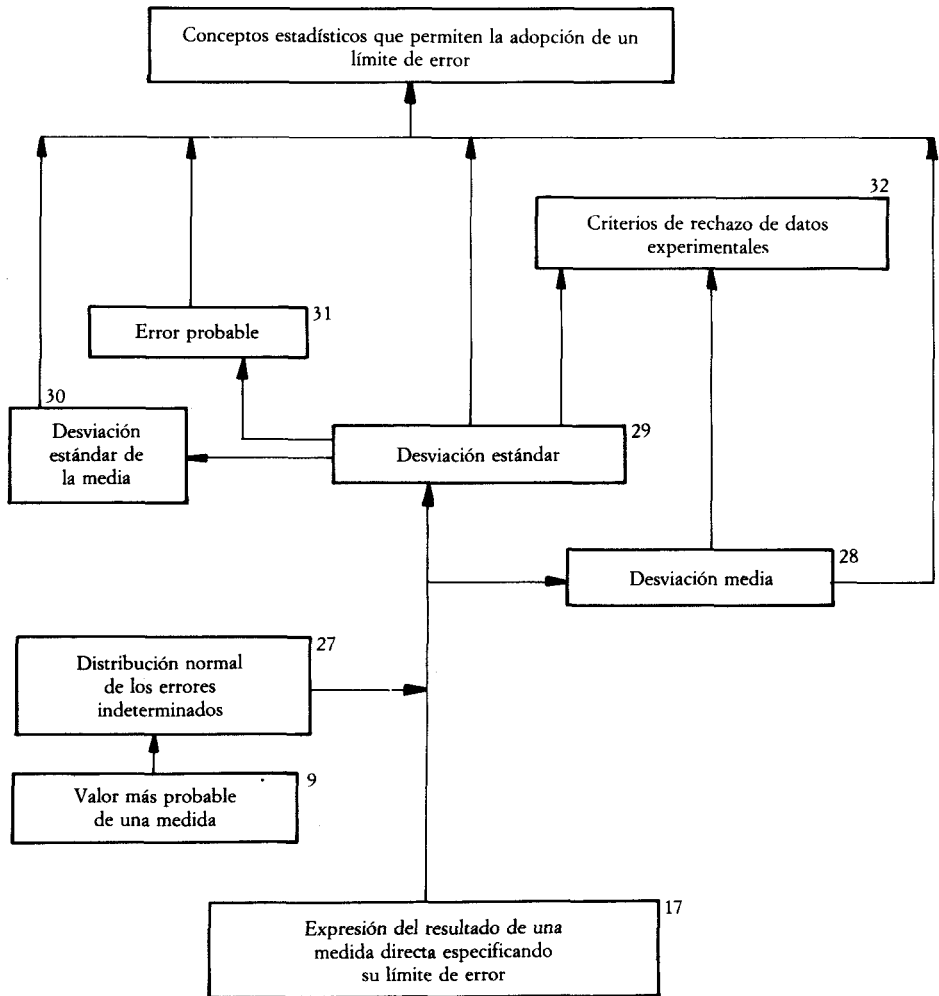 Conceptos estadísticos que permiten la adopción de un
límite de error
32
Criterios de rechazo de datos
experimentales
31
Error probable
30
Desviación
estándar de
la media
29
Desviación estándar
28
Desviación media
27
Distribución normal
de los errores
indeterminados
9
Valor más probable
de una medida
17
Expresión del resultado de una
medida directa especificando
su límite de error